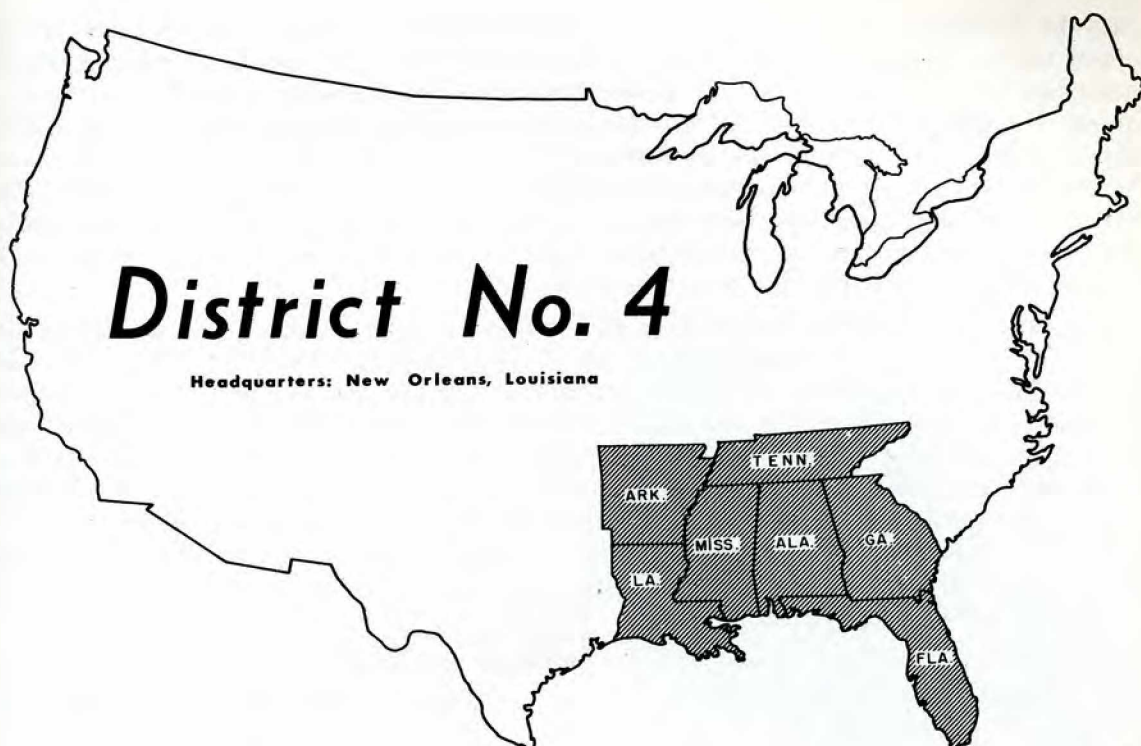 District No. 4
Headquarters: New Orleans, Louisiana
TENN.
ARK.
MISS. ALA. GA.
LA.
FLA.